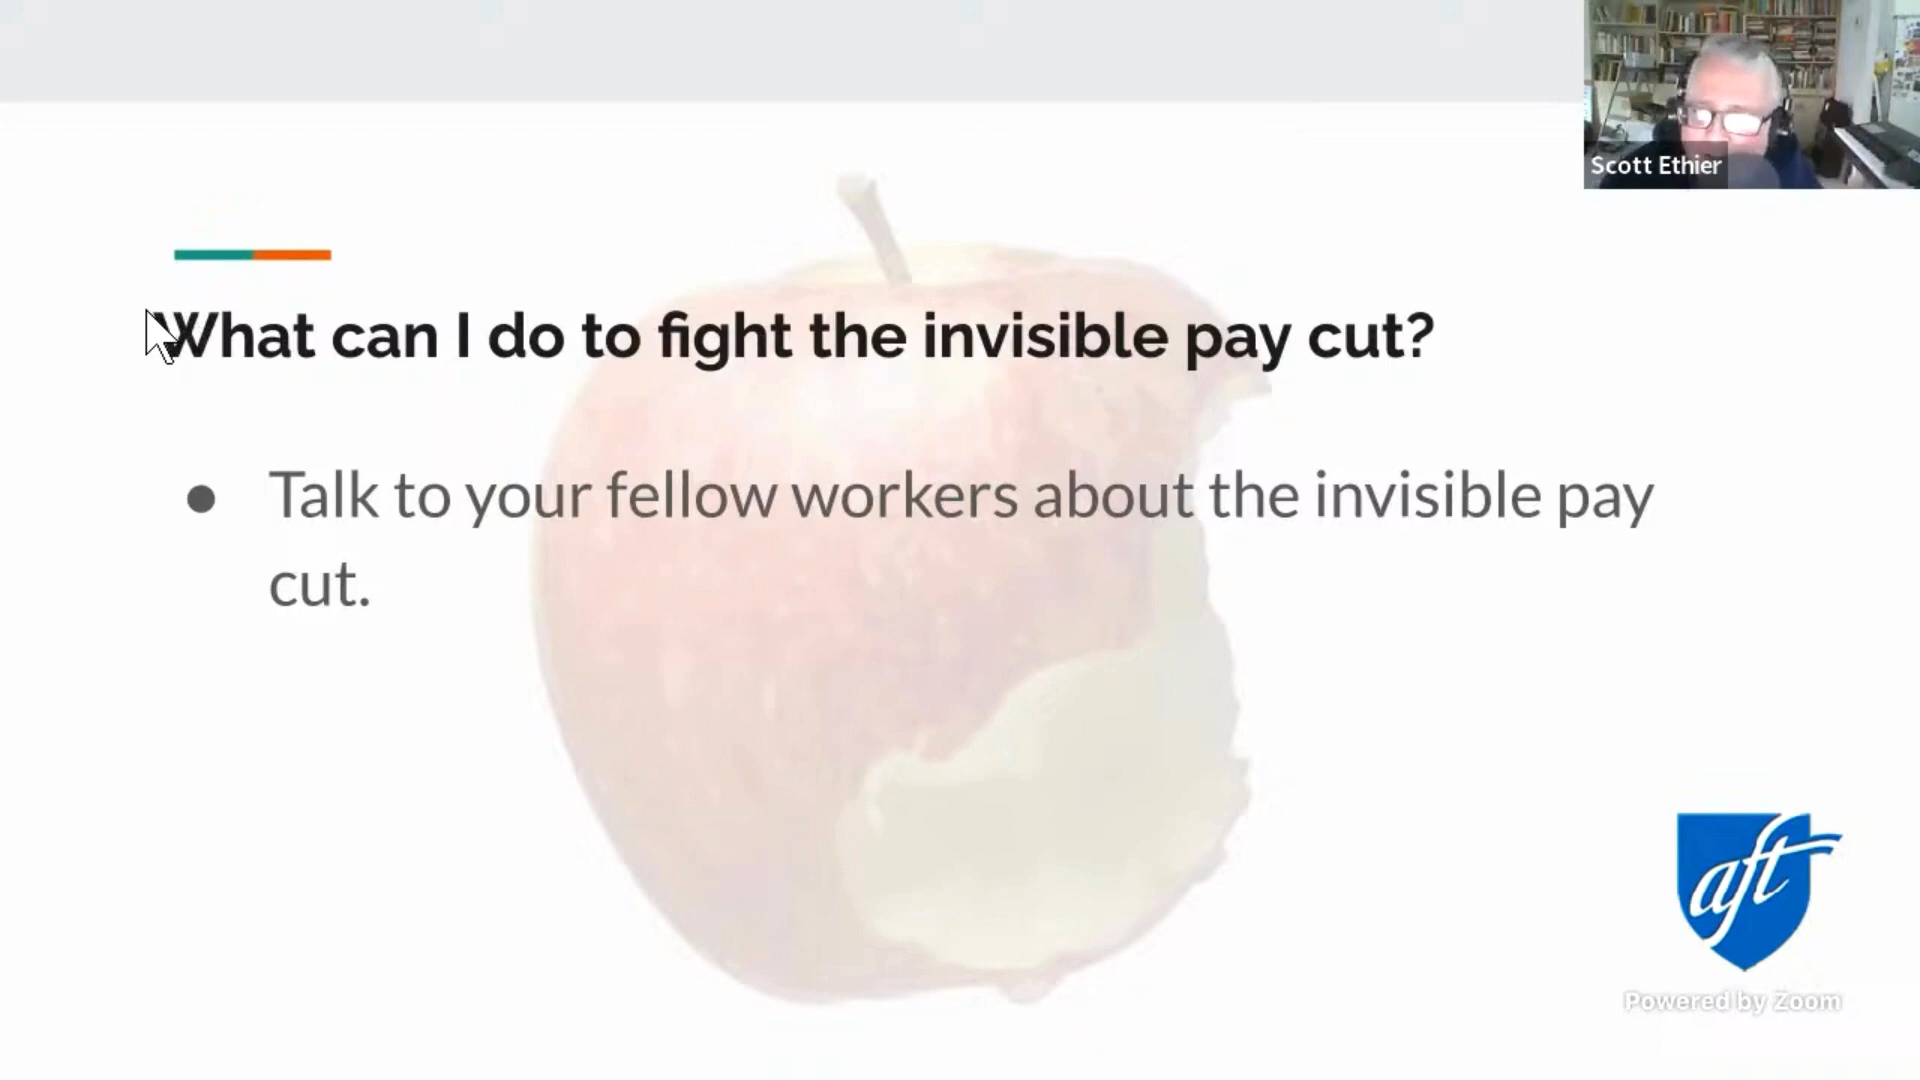 Scott Ethier
What can I do to fight the invisible pay cut?
● Talk to your fellow workers about the invisible pay
cut.
aft
Powered by Zoom